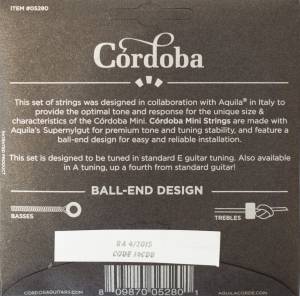 ITEM #05280
Córdoba
This set of strings was designed in collaboration with Aquila® in Italy to
provide the optimal tone and response for the unique size &
characteristics of the Córdoba Mini. Córdoba Mini Strings are made with
Aquila's Supernylgut for premium tone and tuning stability, and feature a
ball-end design for easy and reliable installation.
This set is designed to be tuned in standard E guitar tuning. Also available
in A tuning, up a fourth from standard guitar!
BALL-END DESIGN
BASSES
TREBLES
8A 4/2015
CORDOBAGUITARS.COM
8 09870 05280 1
AQUILACORDE.COM